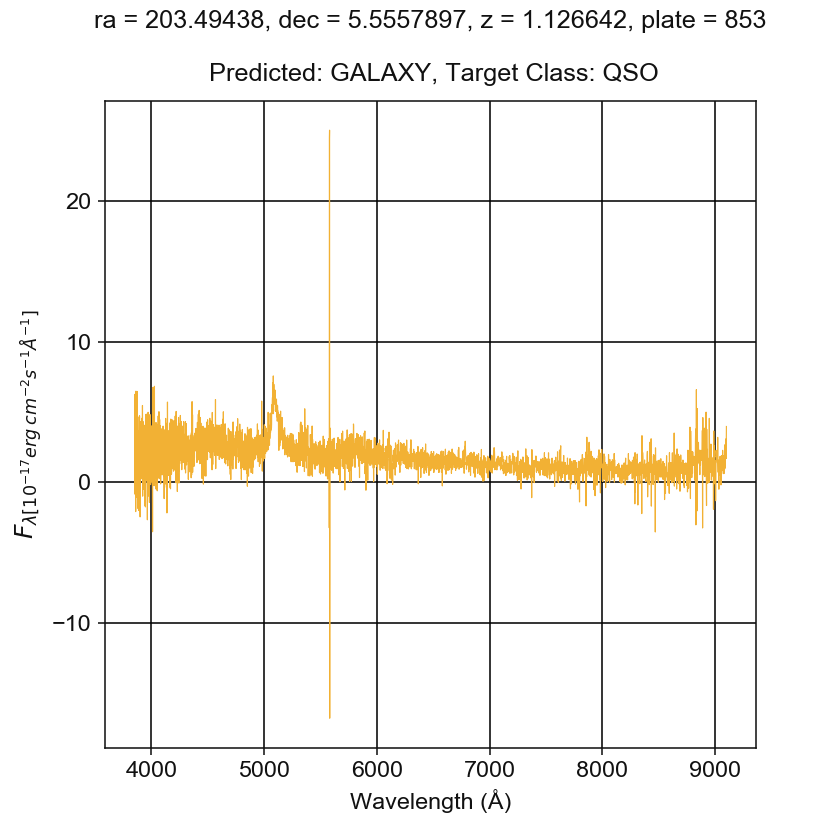 ra = 203.49438, dec = 5.5557897, z = 1.126642, plate = 853
Predicted: GALAXY, Target Class: QSO
20
10
0
−10
F_λ[10^{−17} erg cm^{−2}s^{−1}Å^{−1}]
4000 5000 6000 7000 8000 9000
Wavelength (Å)